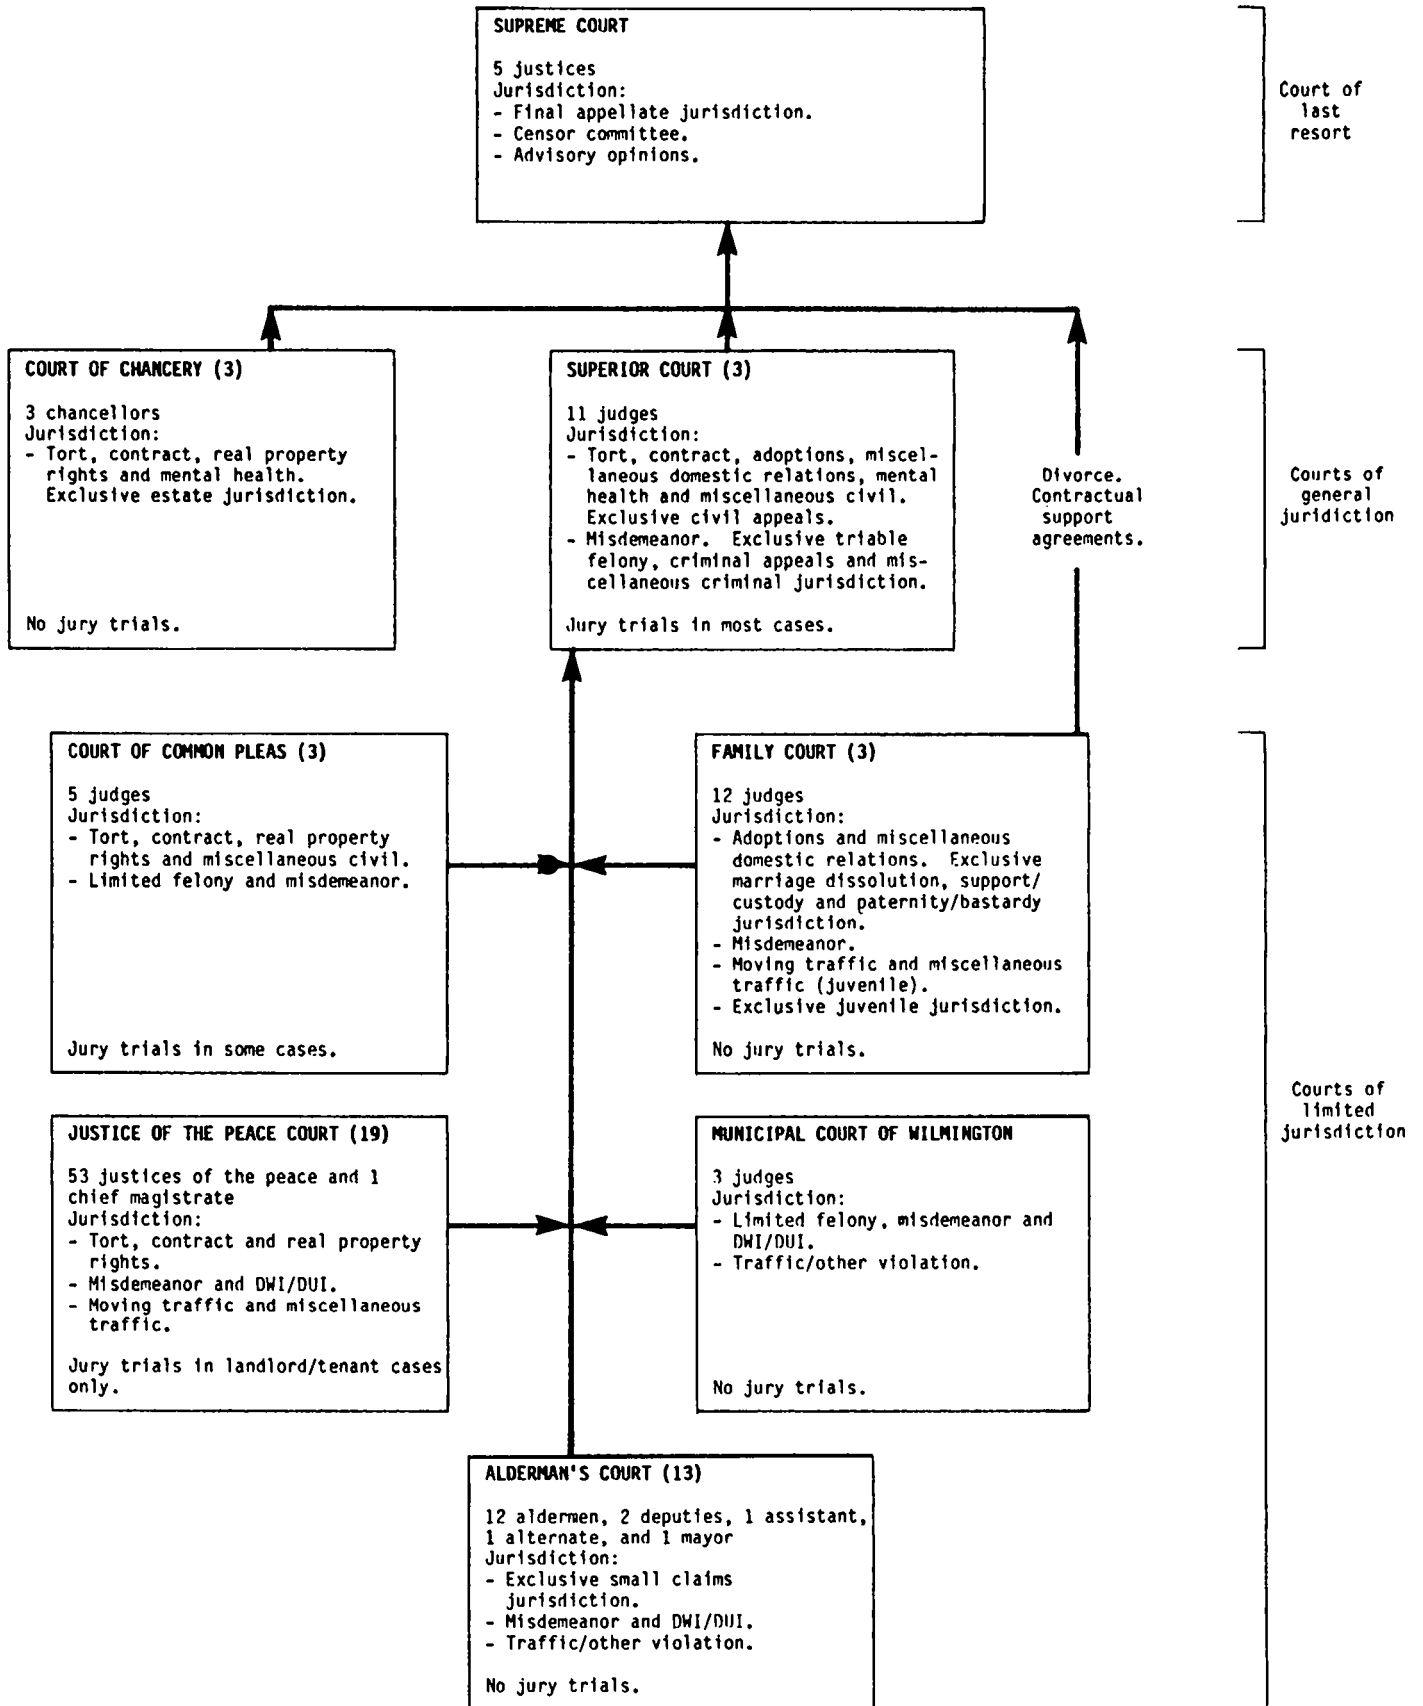 SUPREME COURT
5 justices
Jurisdiction:
- Final appellate jurisdiction.
- Censor committee.
- Advisory opinions.
Court of
last
resort
COURT OF CHANCERY (3)
3 chancellors
Jurisdiction:
- Tort, contract, real property
rights and mental health.
Exclusive estate jurisdiction.
No jury trials.
SUPERIOR COURT (3)
11 judges
Jurisdiction:
- Tort, contract, adoptions, miscel-
laneous domestic relations, mental
health and miscellaneous civil.
Exclusive civil appeals.
- Misdemeanor. Exclusive triable
felony, criminal appeals and mis-
cellaneous criminal jurisdiction.
Jury trials in most cases.
Divorce.
Contractual
support
agreements.
Courts of
general
juridiction
COURT OF COMMON PLEAS (3)
5 judges
Jurisdiction:
- Tort, contract, real property
rights and miscellaneous civil.
- Limited felony and misdemeanor.
Jury trials in some cases.
FAMILY COURT (3)
12 judges
Jurisdiction:
- Adoptions and miscellaneous
domestic relations. Exclusive
marriage dissolution, support/
custody and paternity/bastardy
jurisdiction.
- Misdemeanor.
- Moving traffic and miscellaneous
traffic (juvenile).
- Exclusive juvenile jurisdiction.
No jury trials.
JUSTICE OF THE PEACE COURT (19)
53 justices of the peace and 1
chief magistrate
Jurisdiction:
- Tort, contract and real property
rights.
- Misdemeanor and DWI/DUI.
- Moving traffic and miscellaneous
traffic.
Jury trials in landlord/tenant cases
only.
MUNICIPAL COURT OF WILMINGTON
3 judges
Jurisdiction:
- Limited felony, misdemeanor and
DWI/DUI.
- Traffic/other violation.
No jury trials.
Courts of
limited
jurisdiction
ALDERMAN'S COURT (13)
12 aldermen, 2 deputies, 1 assistant,
1 alternate, and 1 mayor
Jurisdiction:
- Exclusive small claims
jurisdiction.
- Misdemeanor and DWI/DUI.
- Traffic/other violation.
No jury trials.